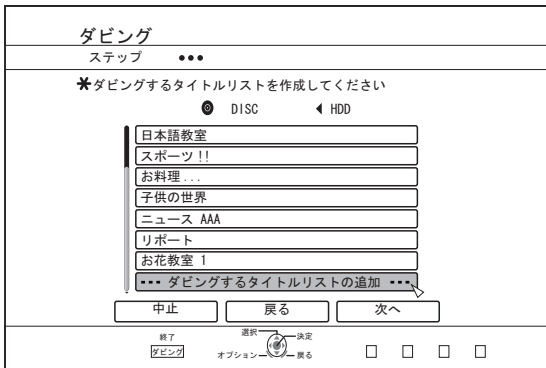 ダビング
ステップ •••
*ダビングするタイトルリストを作成してください
DISC HDD
日本語教室
スポーツ !!
お料理...
子供の世界
ニュース AAA
リポート
お花教室 1
••• ダビングするタイトルリストの追加 •••
中止 戻る 次へ
終了 選択 決定
ダビング オプション 戻る